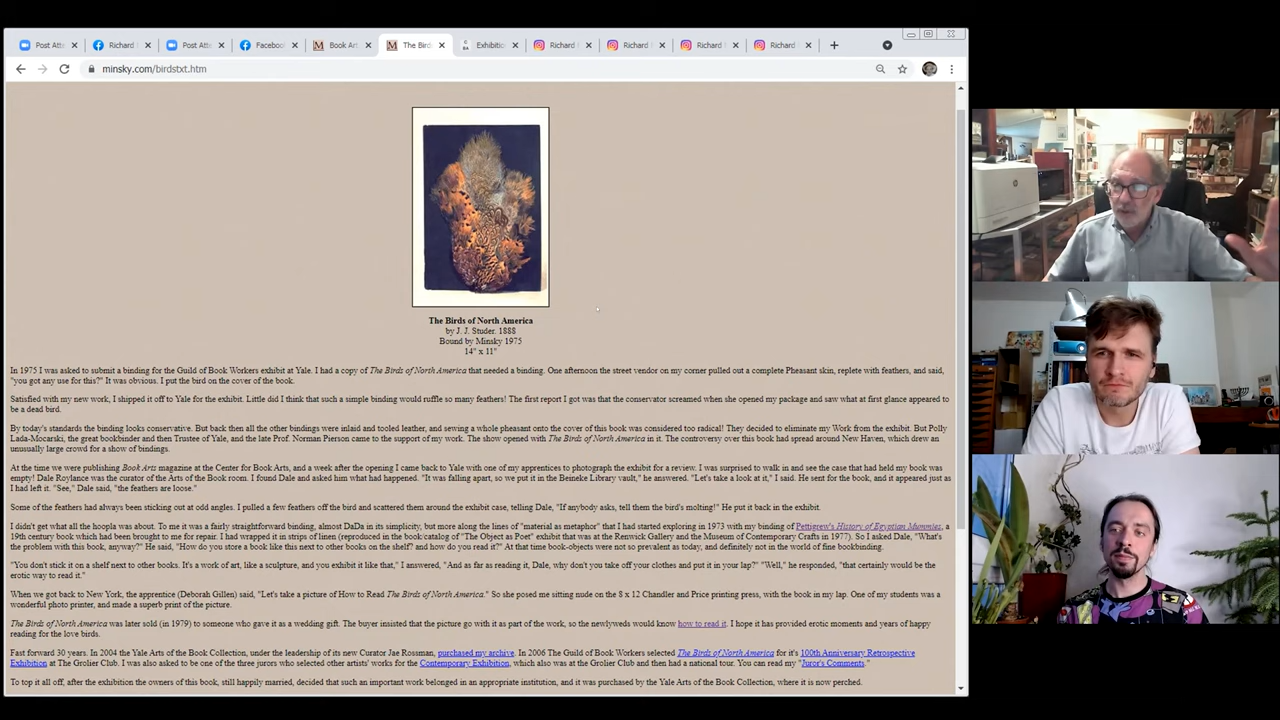 Post Atte
Richard
Post Atte
Facebook
Book Art
The Bird
Exhibition
Richard
Richard
Richard
Richard
minsky.com/birdstxt.htm
The Birds of North America
by J. J. Studer. 1888
Bound by Minsky 1975
14" x 11"
In 1975 I was asked to submit a binding for the Guild of Book Workers exhibit at Yale. I had a copy of The Birds of North America that needed a binding. One afternoon the street vendor on my corner pulled out a complete Pheasant skin, replete with feathers, and said,
"you got any use for this?" It was obvious. I put the bird on the cover of the book.
Satisfied with my new work, I shipped it off to Yale for the exhibit. Little did I think that such a simple binding would ruffle so many feathers! The first report I got was that the conservator screamed when she opened my package and saw what at first glance appeared to
be a dead bird.
By today's standards the binding looks conservative. But back then all the other bindings were inlaid and tooled leather, and sewing a whole pheasant onto the cover of this book was considered too radical! They decided to eliminate my Work from the exhibit. But Polly
Lada-Mocarski, the great bookbinder and then Trustee of Yale, and the late Prof. Norman Pierson came to the support of my work. The show opened with The Birds of North America in it. The controversy over this book had spread around New Haven, which drew an
unusually large crowd for a show of bindings.
At the time we were publishing Book Arts magazine at the Center for Book Arts, and a week after the opening I came back to Yale with one of my apprentices to photograph the exhibit for a review. I was surprised to walk in and see the case that had held my book was
empty! Dale Roylance was the curator of the Arts of the Book room. I found Dale and asked him what had happened. "It was falling apart, so we put it in the Beineke Library vault," he answered. "Let's take a look at it," I said. He sent for the book, and it appeared just as
I had left it. "See," Dale said, "the feathers are loose."
Some of the feathers had always been sticking out at odd angles. I pulled a few feathers off the bird and scattered them around the exhibit case, telling Dale, "If anybody asks, tell them the bird's molting!" He put it back in the exhibit.
I didn't get what all the hoopla was about. To me it was a fairly straightforward binding, almost DaDa in its simplicity, but more along the lines of "material as metaphor" that I had started exploring in 1973 with my binding of Pettigrew's History of Egyptian Mummies, a
19th century book which had been brought to me for repair. I had wrapped it in strips of linen (reproduced in the book/catalog of "The Object as Poet" exhibit that was at the Renwick Gallery and the Museum of Contemporary Crafts in 1977). So I asked Dale, "What's
the problem with this book, anyway?" He said, "How do you store a book like this next to other books on the shelf? and how do you read it?" At that time book-objects were not so prevalent as today, and definitely not in the world of fine bookbinding.
"You don't stick it on a shelf next to other books. It's a work of art, like a sculpture, and you exhibit it like that," I answered, "And as far as reading it, Dale, why don't you take off your clothes and put it in your lap?" "Well," he responded, "that certainly would be the
erotic way to read it."
When we got back to New York, the apprentice (Deborah Gillen) said, "Let's take a picture of How to Read The Birds of North America." So she posed me sitting nude on the 8 x 12 Chandler and Price printing press, with the book in my lap. One of my students was a
wonderful photo printer, and made a superb print of the picture.
The Birds of North America was later sold (in 1979) to someone who gave it as a wedding gift. The buyer insisted that the picture go with it as part of the work, so the newlyweds would know how to read it. I hope it has provided erotic moments and years of happy
reading for the love birds.
Fast forward 30 years. In 2004 the Yale Arts of the Book Collection, under the leadership of its new Curator Jae Rossman, purchased my archive. In 2006 The Guild of Book Workers selected The Birds of North America for it's 100th Anniversary Retrospective
Exhibition at The Grolier Club. I was also asked to be one of the three jurors who selected other artists' works for the Contemporary Exhibition, which also was at the Grolier Club and then had a national tour. You can read my "Juror's Comments."
To top it all off, after the exhibition the owners of this book, still happily married, decided that such an important work belonged in an appropriate institution, and it was purchased by the Yale Arts of the Book Collection, where it is now perched.